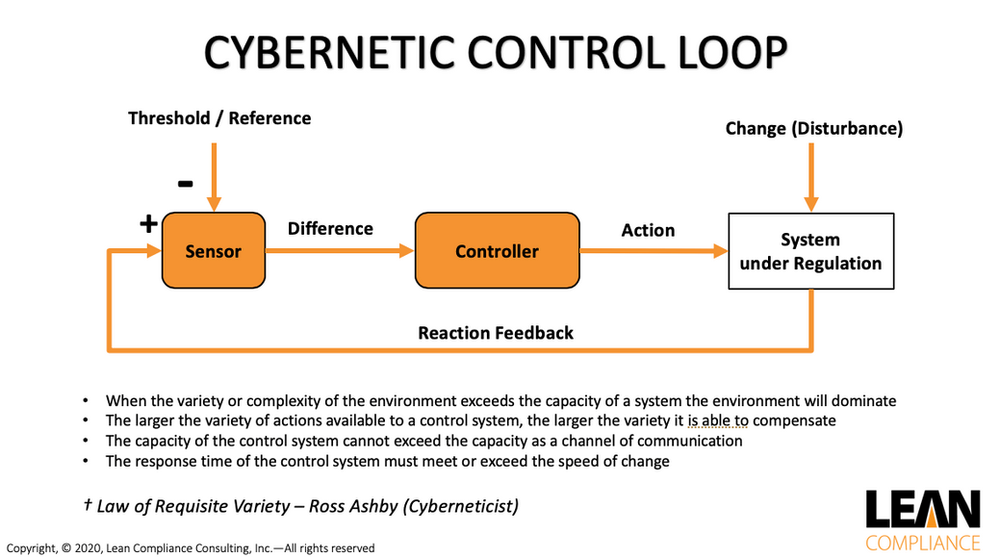 CYBERNETIC CONTROL LOOP
Threshold / Reference
Change (Disturbance)
-
+
Sensor
Difference
Controller
Action
System
under Regulation
Reaction Feedback
• When the variety or complexity of the environment exceeds the capacity of a system the environment will dominate
• The larger the variety of actions available to a control system, the larger the variety it is able to compensate
• The capacity of the control system cannot exceed the capacity as a channel of communication
• The response time of the control system must meet or exceed the speed of change
† Law of Requisite Variety – Ross Ashby (Cyberneticist)
LEAN
COMPLIANCE
Copyright, © 2020, Lean Compliance Consulting, Inc.—All rights reserved